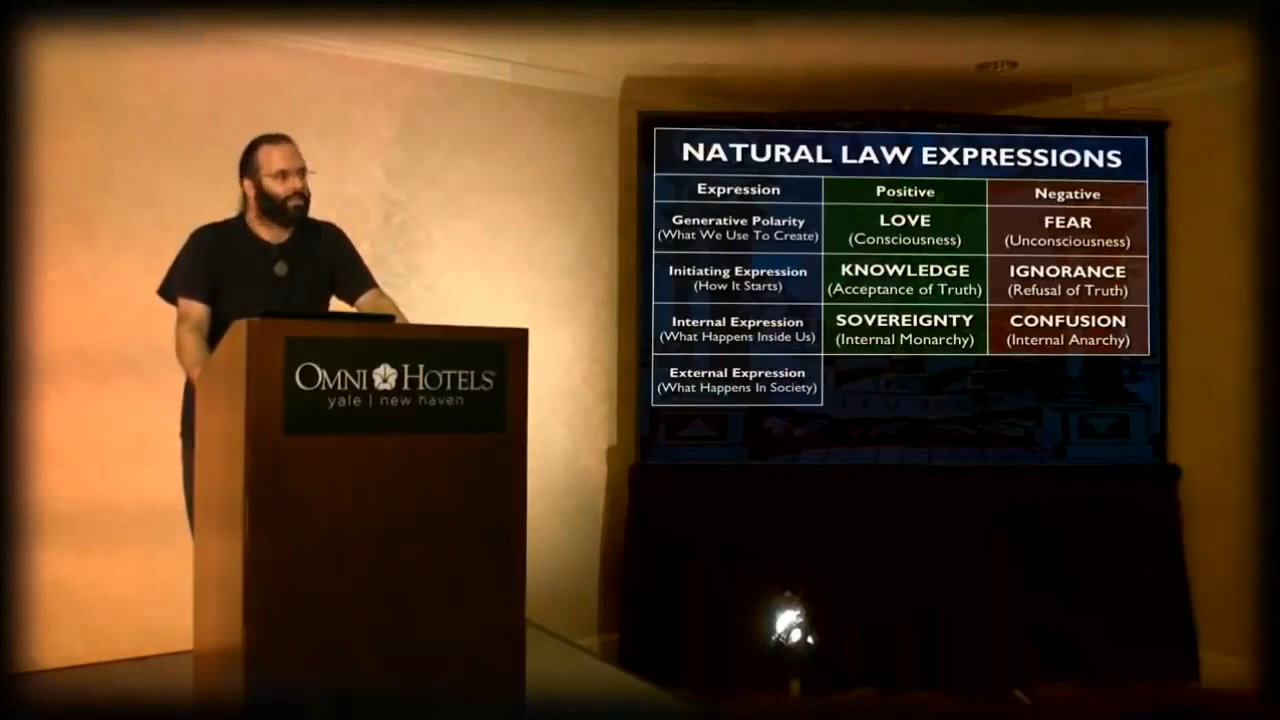 OMNI HOTELS
yale | new haven
NATURAL LAW EXPRESSIONS
Expression Positive Negative
Generative Polarity
(What We Use To Create)
LOVE
(Consciousness)
FEAR
(Unconsciousness)
Initiating Expression
(How It Starts)
KNOWLEDGE
(Acceptance of Truth)
IGNORANCE
(Refusal of Truth)
Internal Expression
(What Happens Inside Us)
SOVEREIGNTY
(Internal Monarchy)
CONFUSION
(Internal Anarchy)
External Expression
(What Happens In Society)